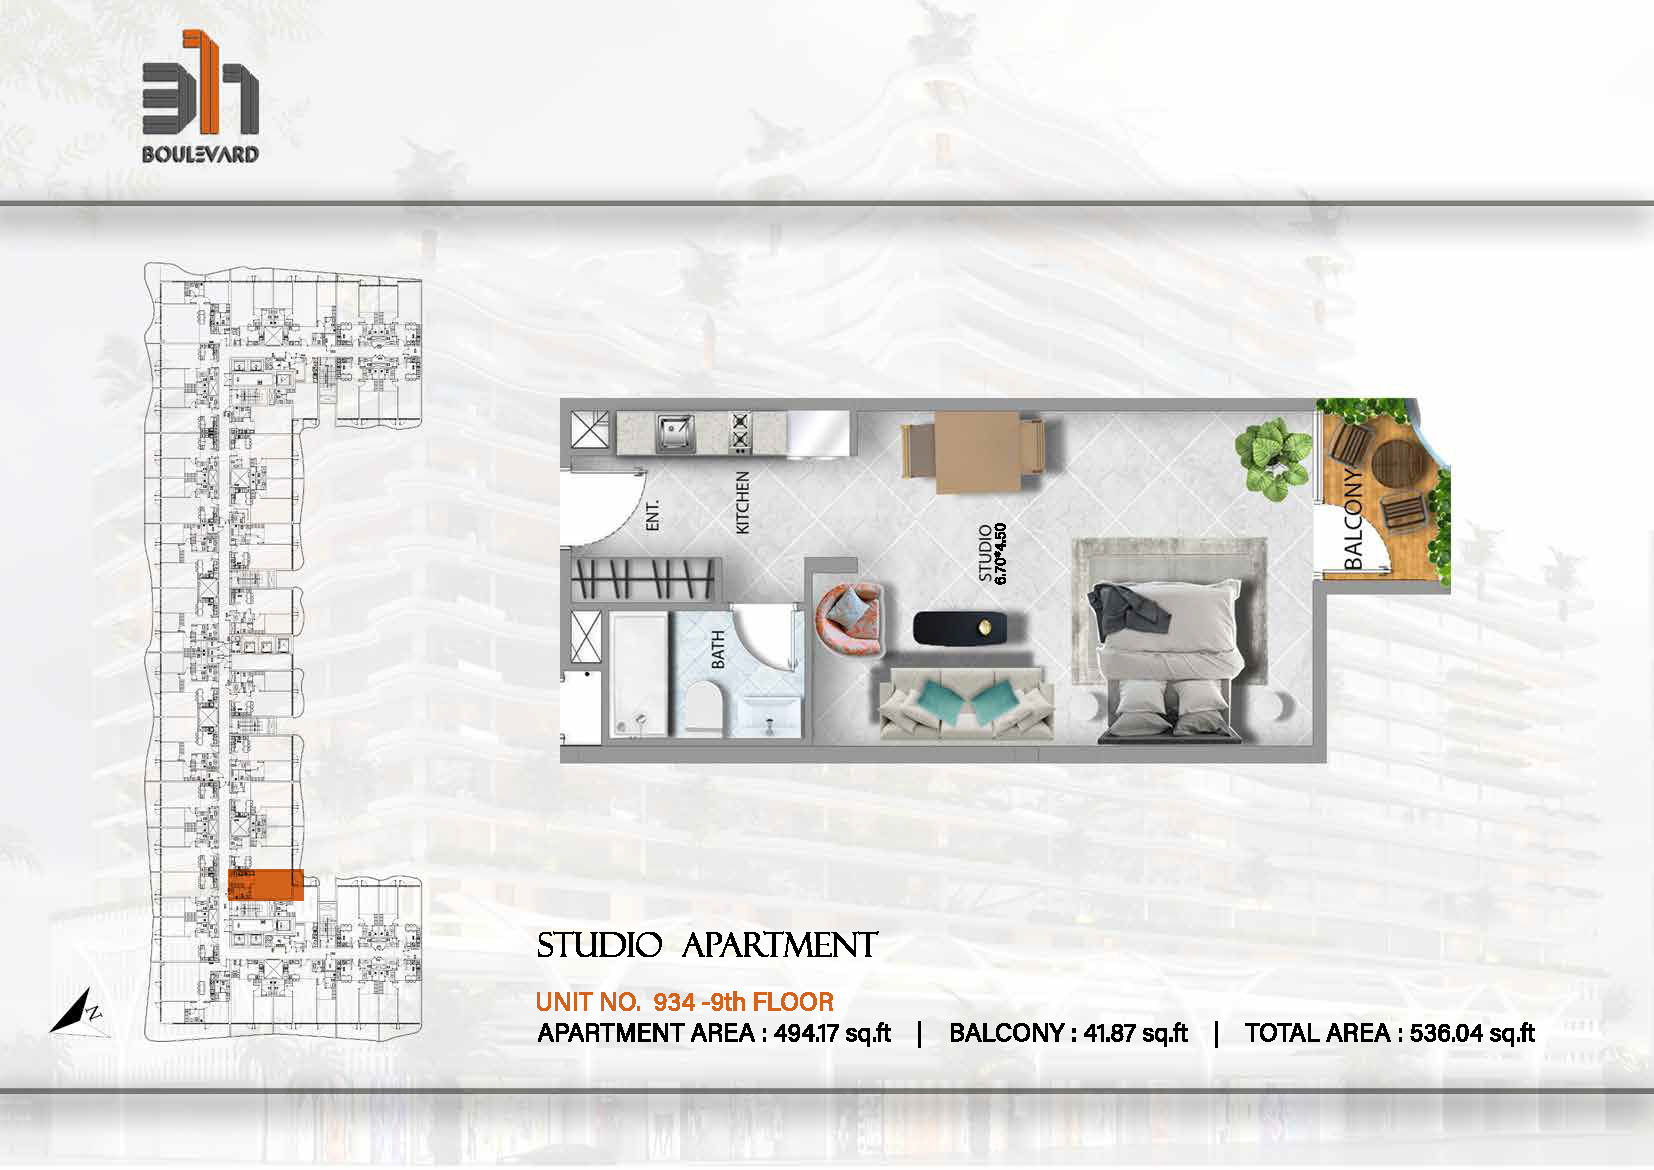 311
BOULEVARD
ENT.
KITCHEN
STUDIO
6.70*4.50
BALCONY
BATH
N
STUDIO APARTMENT
UNIT NO. 934 -9th FLOOR
APARTMENT AREA : 494.17 sq.ft | BALCONY : 41.87 sq.ft | TOTAL AREA : 536.04 sq.ft